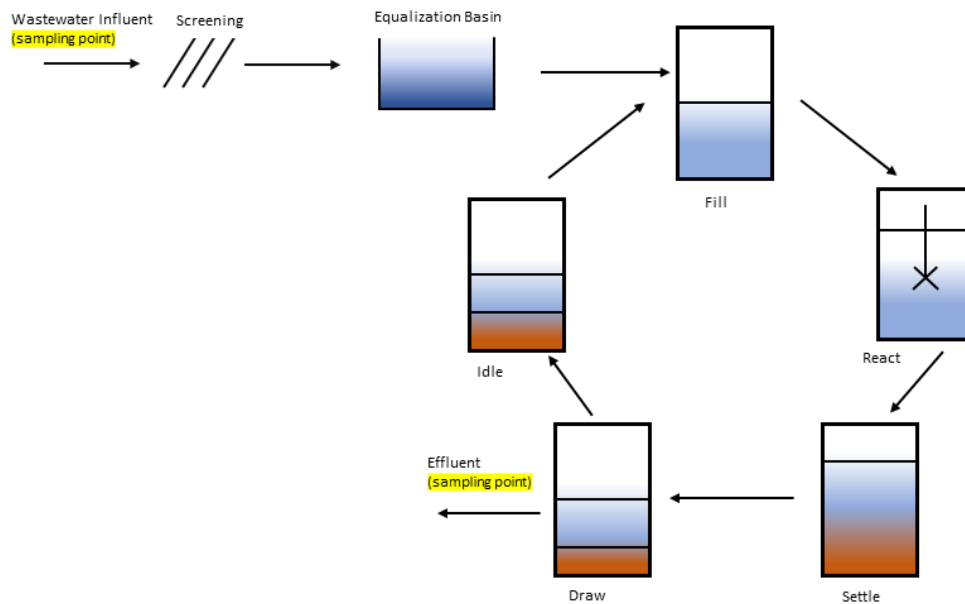 Wastewater Influent
(sampling point)
Screening
Equalization Basin
Fill
React
Idle
Effluent
(sampling point)
Draw
Settle